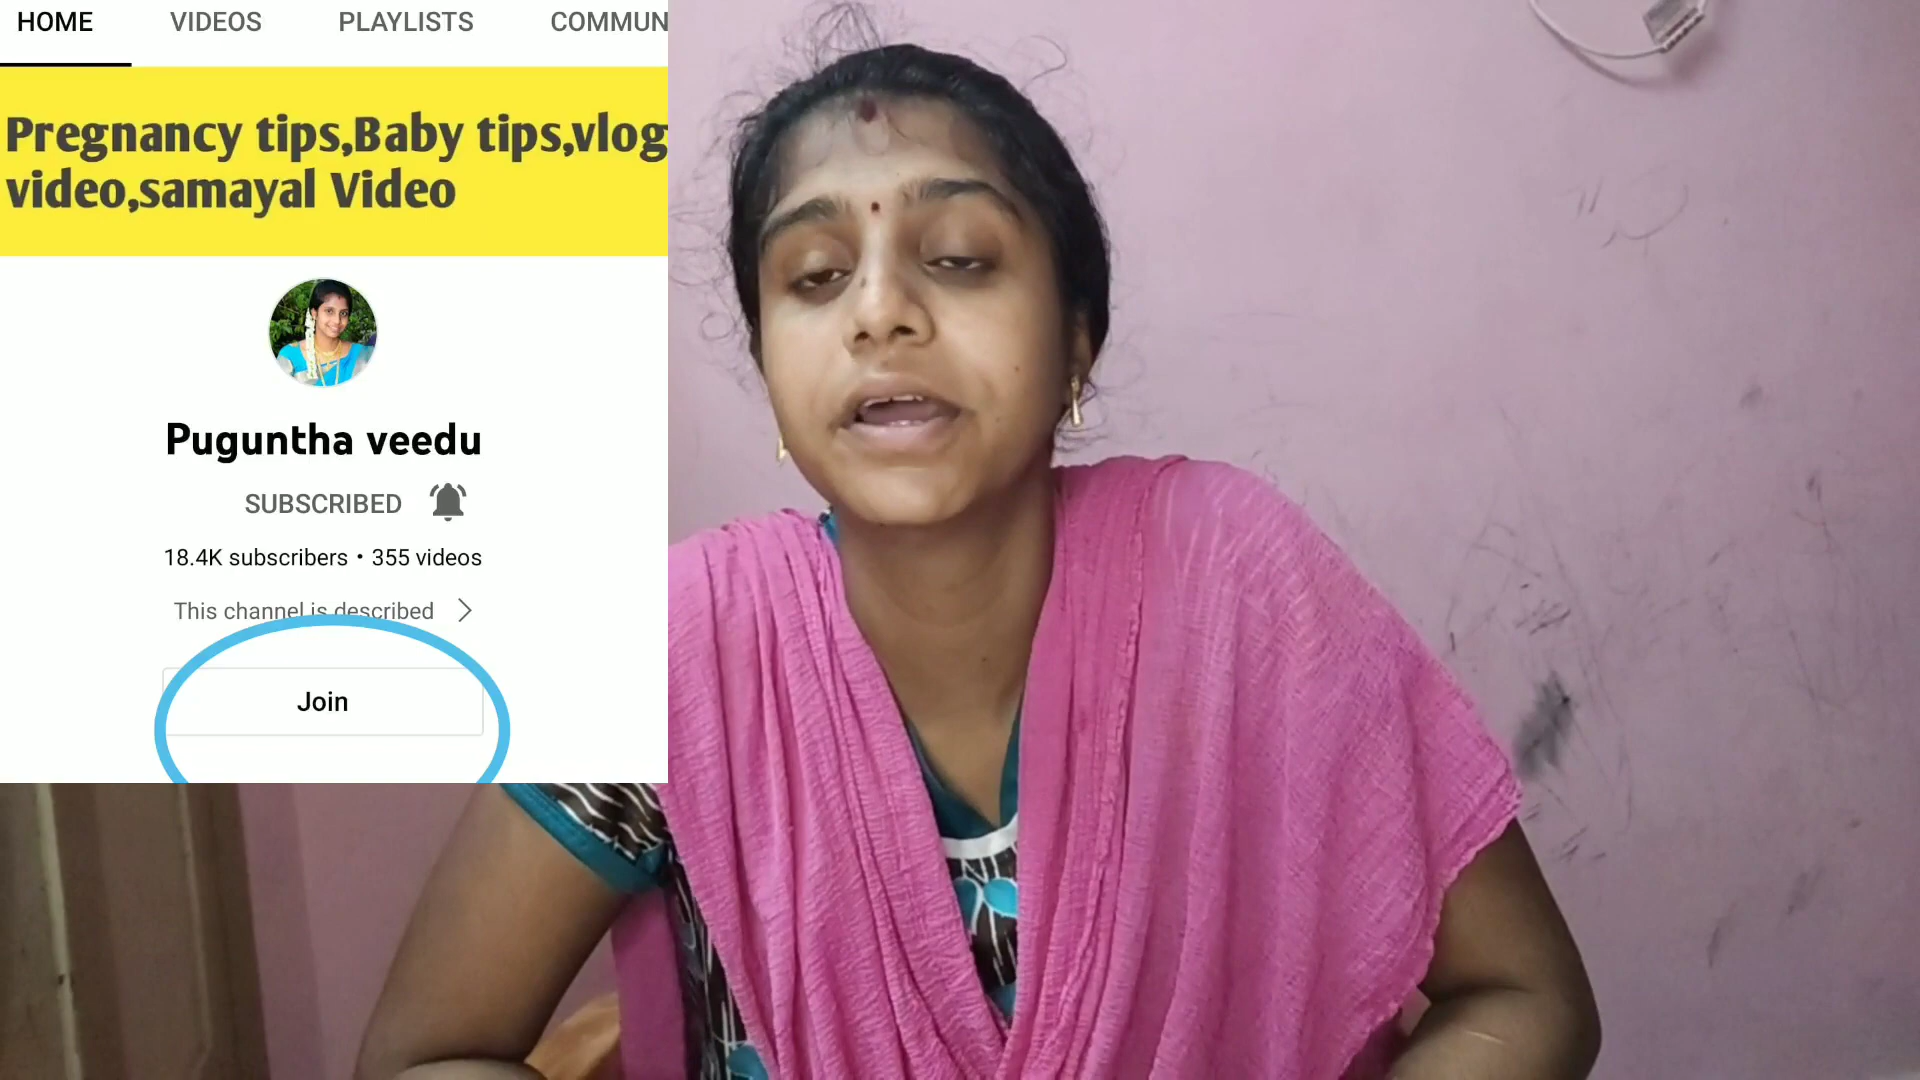 HOME VIDEOS PLAYLISTS COMMUN
Pregnancy tips,Baby tips,vlog
video,samayal Video
Puguntha veedu
SUBSCRIBED
18.4K subscribers • 355 videos
This channel is described
Join